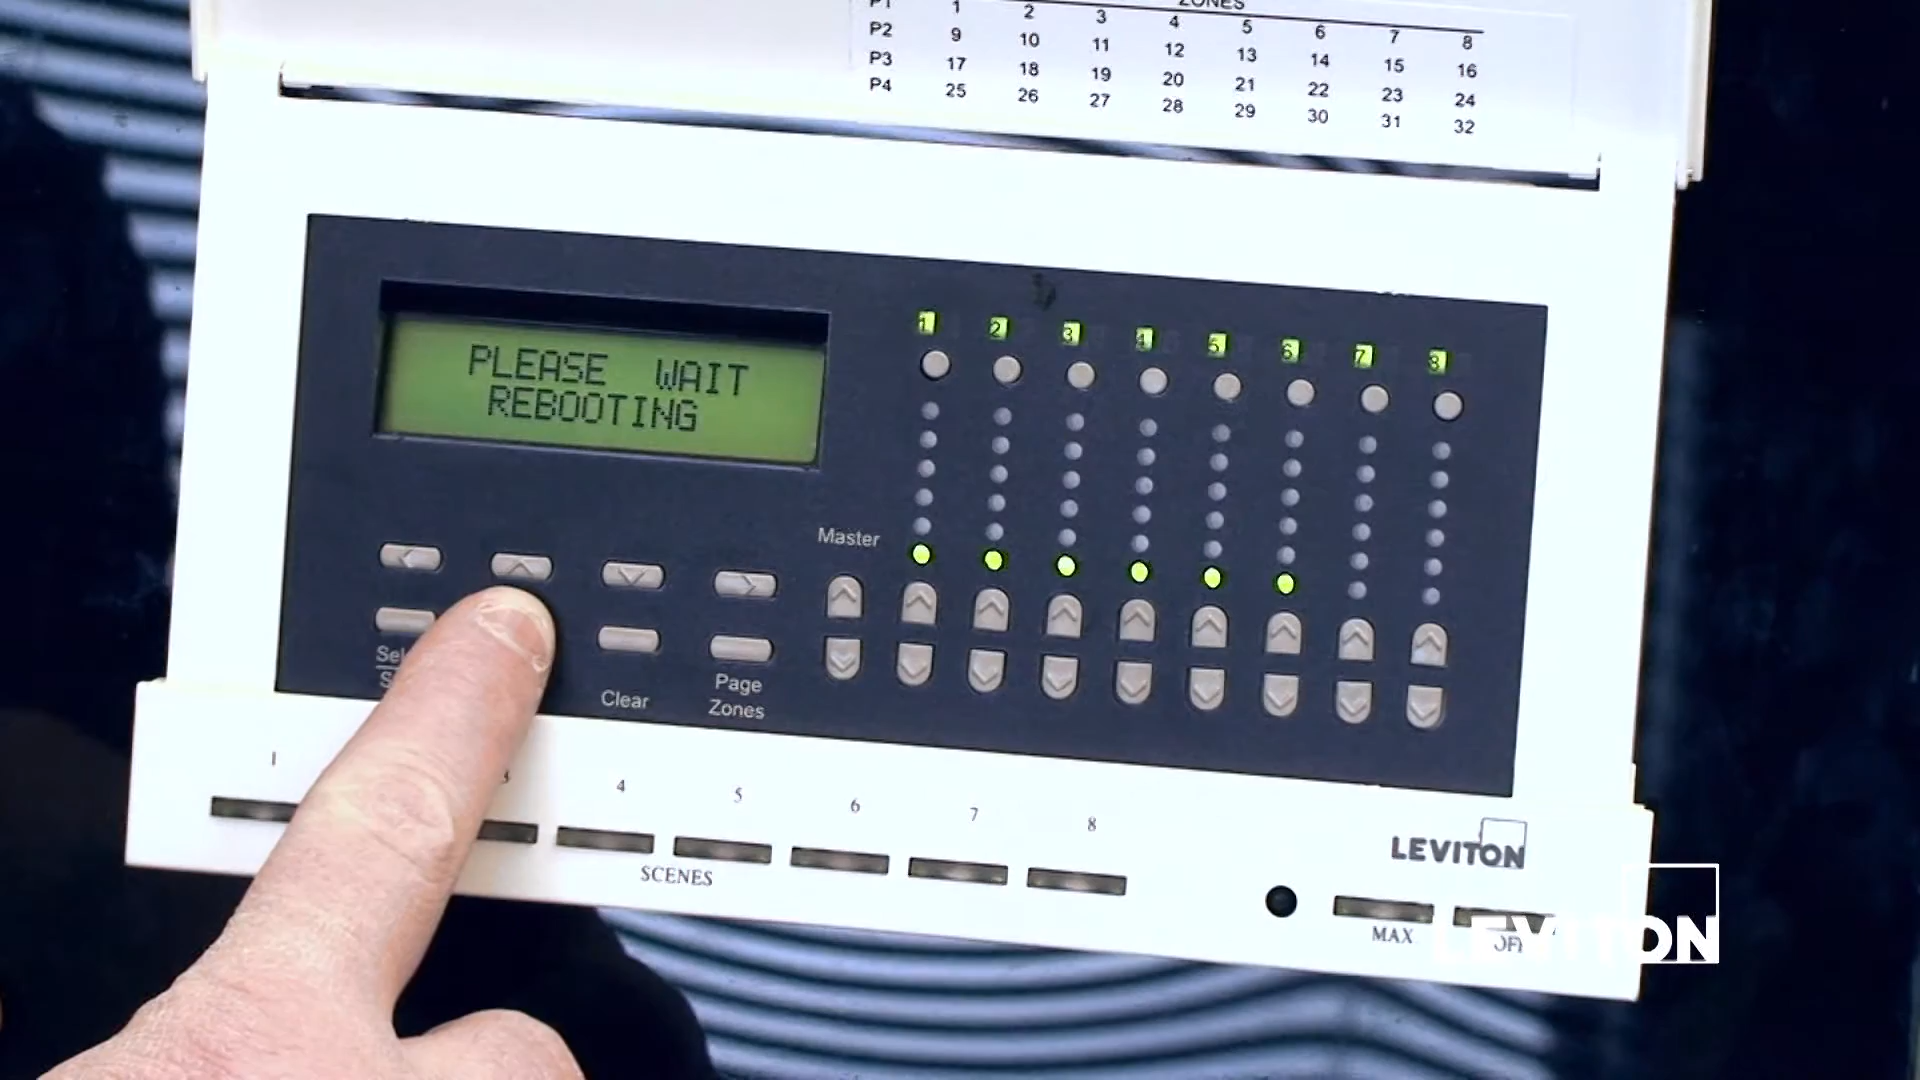 ZONES
P1 1 2 3 4 5 6 7 8
P2 9 10 11 12 13 14 15 16
P3 17 18 19 20 21 22 23 24
P4 25 26 27 28 29 30 31 32
PLEASE WAIT
REBOOTING
1 2 3 4 5 6 7 8
Master
Clear
Page
Zones
1 3 4 5 6 7 8
SCENES
LEVITON
MAX
LEVITON